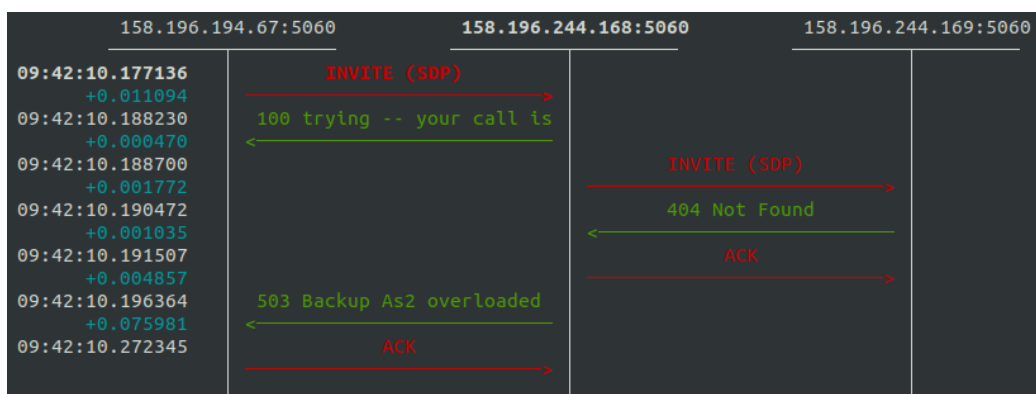 158.196.194.67:5060 158.196.244.168:5060 158.196.244.169:5060
09:42:10.177136 INVITE (SDP)
+0.011094
09:42:10.188230 100 trying -- your call is
+0.000470
09:42:10.188700 INVITE (SDP)
+0.001772
09:42:10.190472 404 Not Found
+0.001035
09:42:10.191507 ACK
+0.004857
09:42:10.196364 503 Backup As2 overloaded
+0.075981
09:42:10.272345 ACK